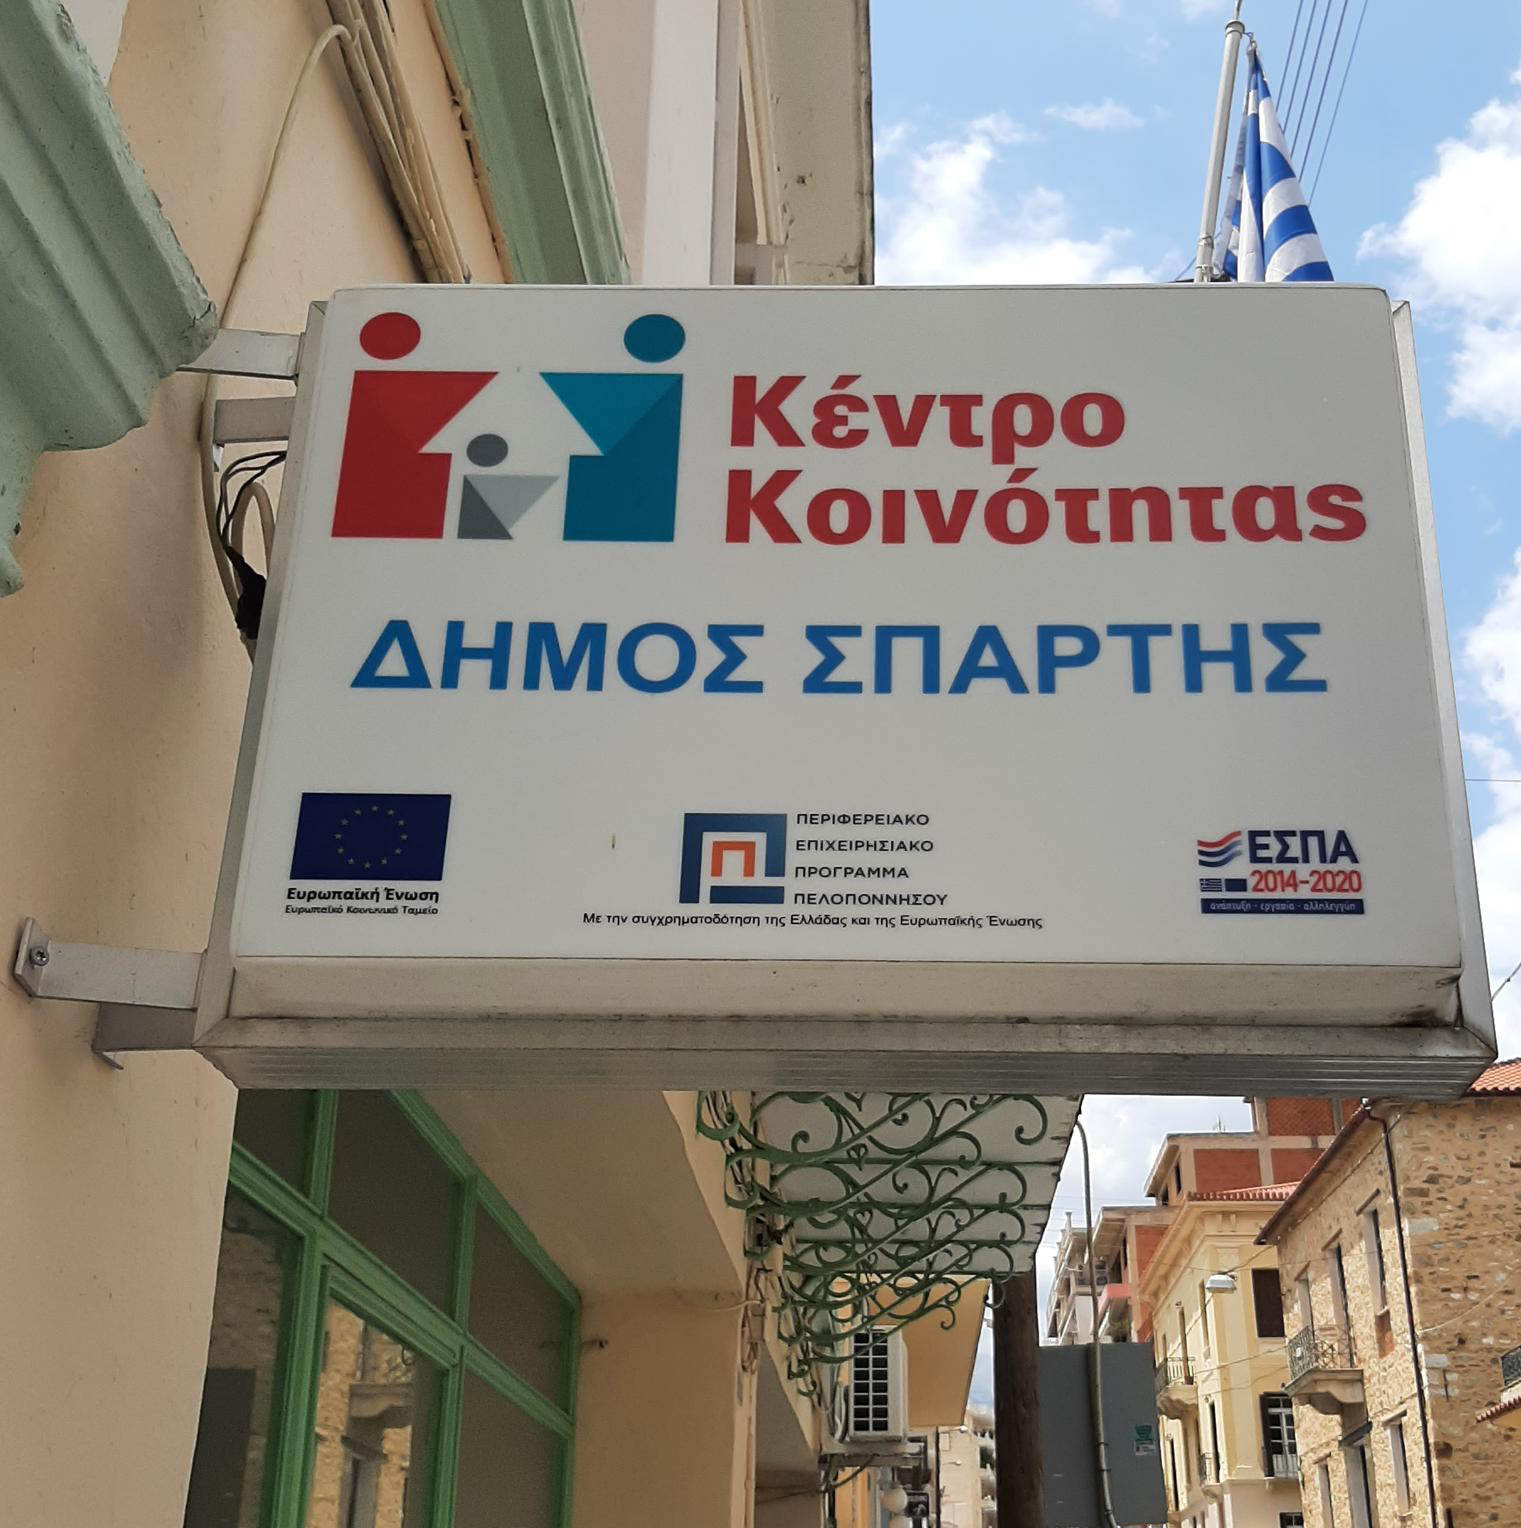 Κέντρο
Κοινότητας
ΔΗΜΟΣ ΣΠΑΡΤΗΣ
Ευρωπαϊκή Ένωση
Ευρωπαϊκό Κοινωνικό Ταμείο
ΠΕΡΙΦΕΡΕΙΑΚΟ
ΕΠΙΧΕΙΡΗΣΙΑΚΟ
ΠΡΟΓΡΑΜΜΑ
ΠΕΛΟΠΟΝΝΗΣΟΥ
Με την συγχρηματοδότηση της Ελλάδας και της Ευρωπαϊκής Ένωσης
ΕΣΠΑ
2014-2020
ανάπτυξη - εργασία - αλληλεγγύη